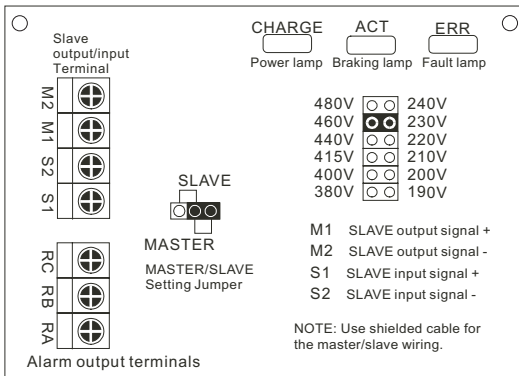 Slave
output/input
Terminal
M2
M1
S2
S1
RC
RB
RA
Alarm output terminals
SLAVE
MASTER
MASTER/SLAVE
Setting Jumper
CHARGE ACT ERR
Power lamp Braking lamp Fault lamp
480V 240V
460V 230V
440V 220V
415V 210V
400V 200V
380V 190V
M1 SLAVE output signal +
M2 SLAVE output signal -
S1 SLAVE input signal +
S2 SLAVE input signal -
NOTE: Use shielded cable for
the master/slave wiring.